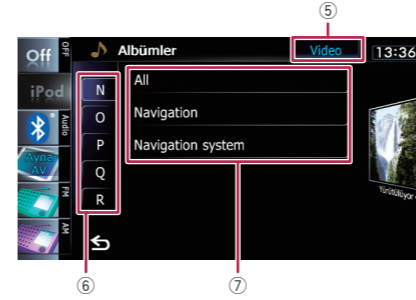 ⑤
Off
OFF
Albümler
Video
13:36
iPod
Audio
Ayna
AV
FM
AM
N
O
P
Q
R
All
Navigation
Navigation system
Yürütülüyor
⑥
⑦